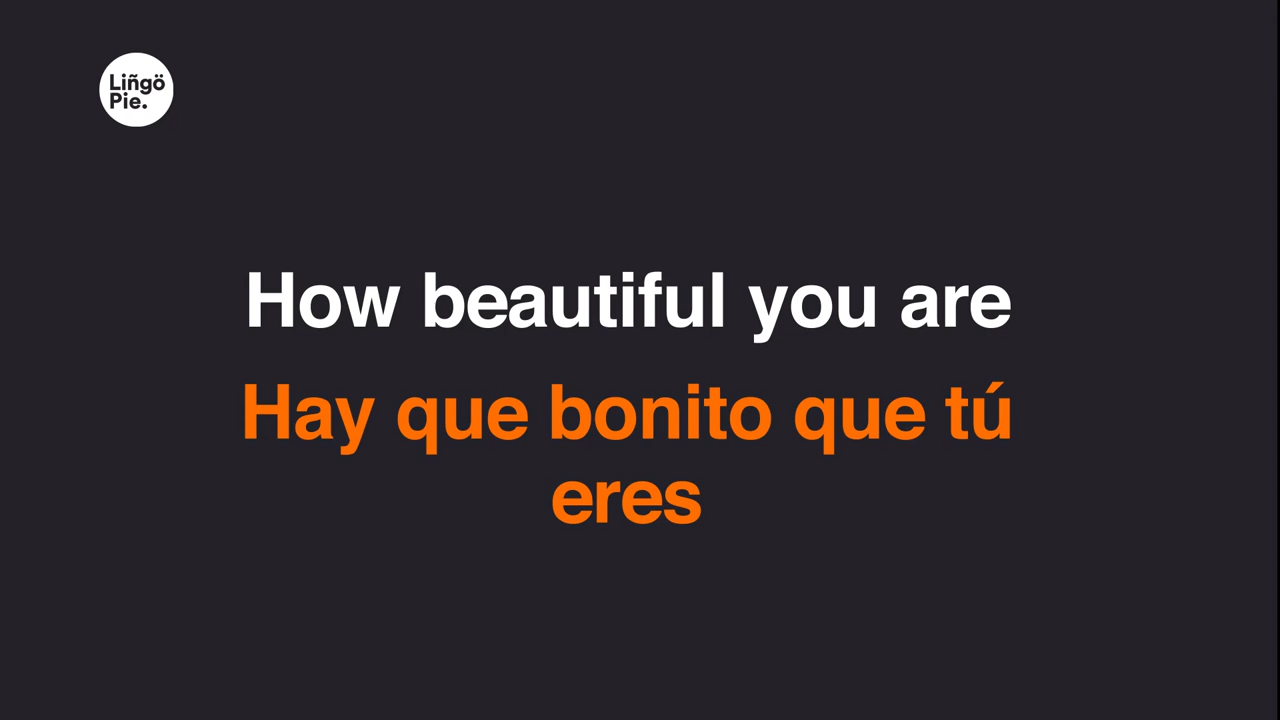 Liñgö
Pie.
How beautiful you are
Hay que bonito que tú
eres